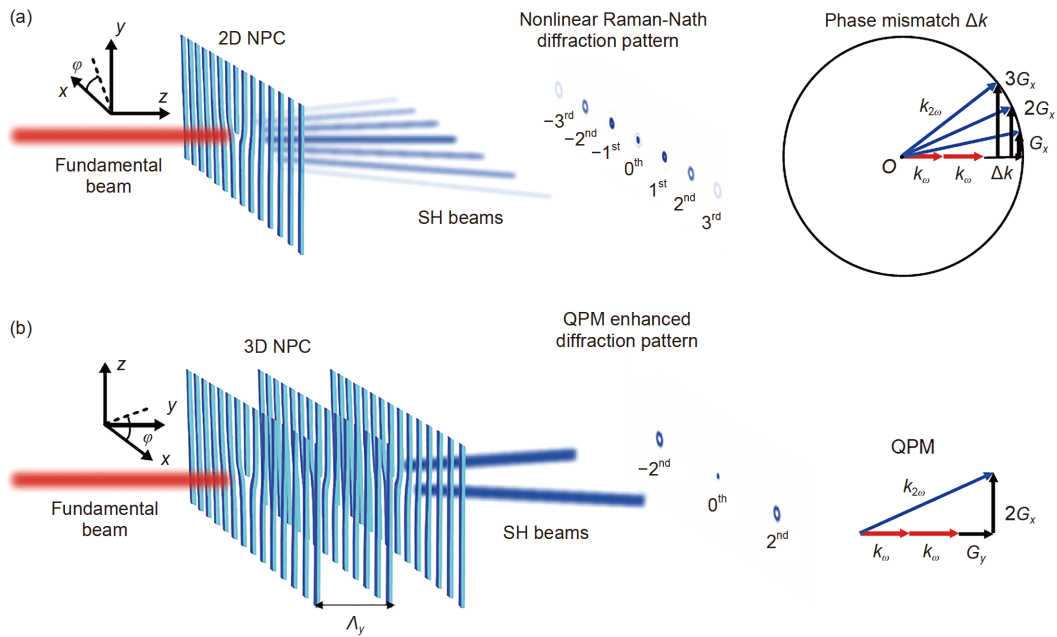 (a)
y
φ
x
z
2D NPC
Fundamental
beam
SH beams
Nonlinear Raman-Nath
diffraction pattern
−3rd
−2nd
−1st
0th
1st
2nd
3rd
Phase mismatch Δk
3Gx
2Gx
Gx
k2ω
O
kω
kω
Δk
(b)
z
y
φ
x
3D NPC
Fundamental
beam
Λy
SH beams
QPM enhanced
diffraction pattern
−2nd
0th
2nd
QPM
k2ω
2Gx
kω
kω
Gy